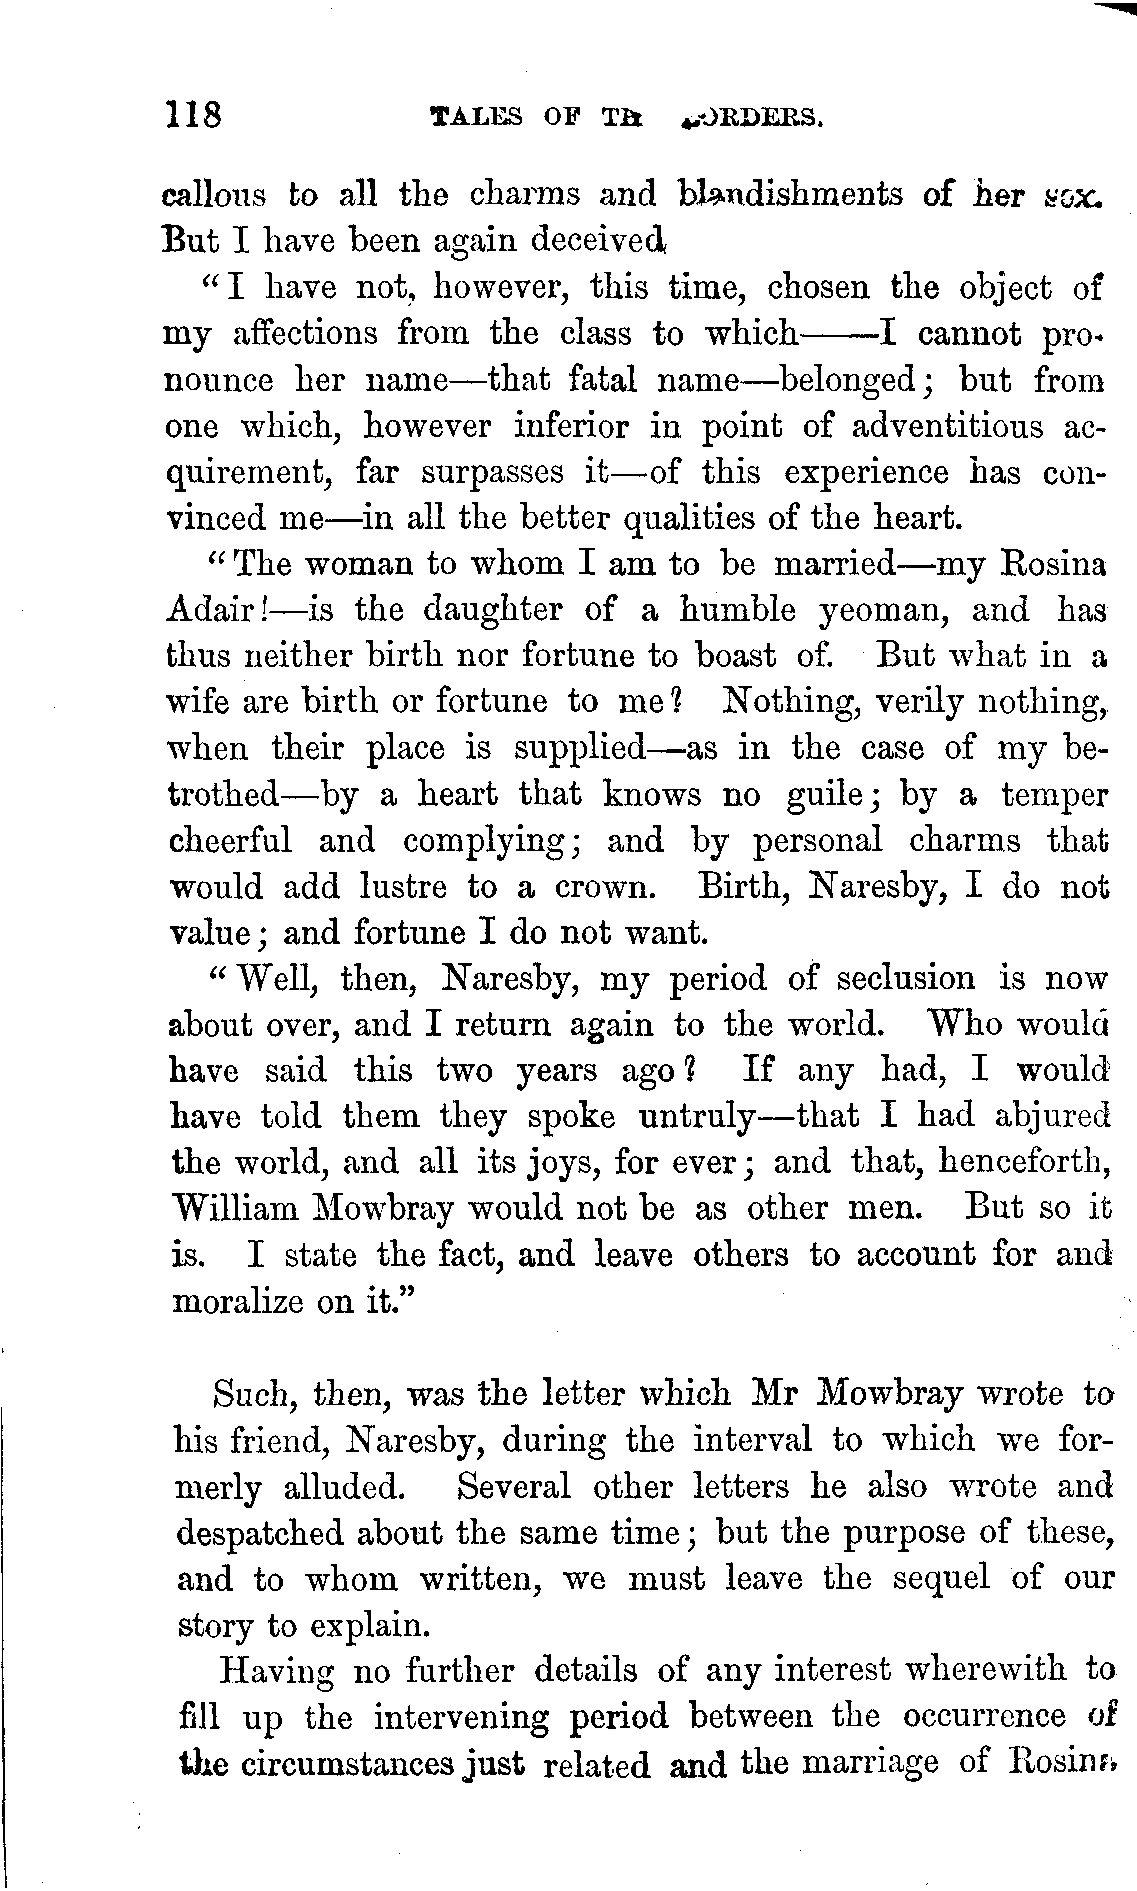 118 TALES OF THE BORDERS.
callous to all the charms and blandishments of her sex.
But I have been again deceived
“I have not, however, this time, chosen the object of
my affections from the class to which——I cannot pro-
nounce her name—that fatal name—belonged; but from
one which, however inferior in point of adventitious ac-
quirement, far surpasses it—of this experience has con-
vinced me—in all the better qualities of the heart.
“The woman to whom I am to be married—my Rosina
Adair!—is the daughter of a humble yeoman, and has
thus neither birth nor fortune to boast of. But what in a
wife are birth or fortune to me? Nothing, verily nothing,
when their place is supplied—as in the case of my be-
trothed—by a heart that knows no guile; by a temper
cheerful and complying; and by personal charms that
would add lustre to a crown. Birth, Naresby, I do not
value; and fortune I do not want.
“Well, then, Naresby, my period of seclusion is now
about over, and I return again to the world. Who would
have said this two years ago? If any had, I would
have told them they spoke untruly—that I had abjured
the world, and all its joys, for ever; and that, henceforth,
William Mowbray would not be as other men. But so it
is. I state the fact, and leave others to account for and
moralize on it.”
Such, then, was the letter which Mr Mowbray wrote to
his friend, Naresby, during the interval to which we for-
merly alluded. Several other letters he also wrote and
despatched about the same time; but the purpose of these,
and to whom written, we must leave the sequel of our
story to explain.
Having no further details of any interest wherewith to
fill up the intervening period between the occurrence of
the circumstances just related and the marriage of Rosina